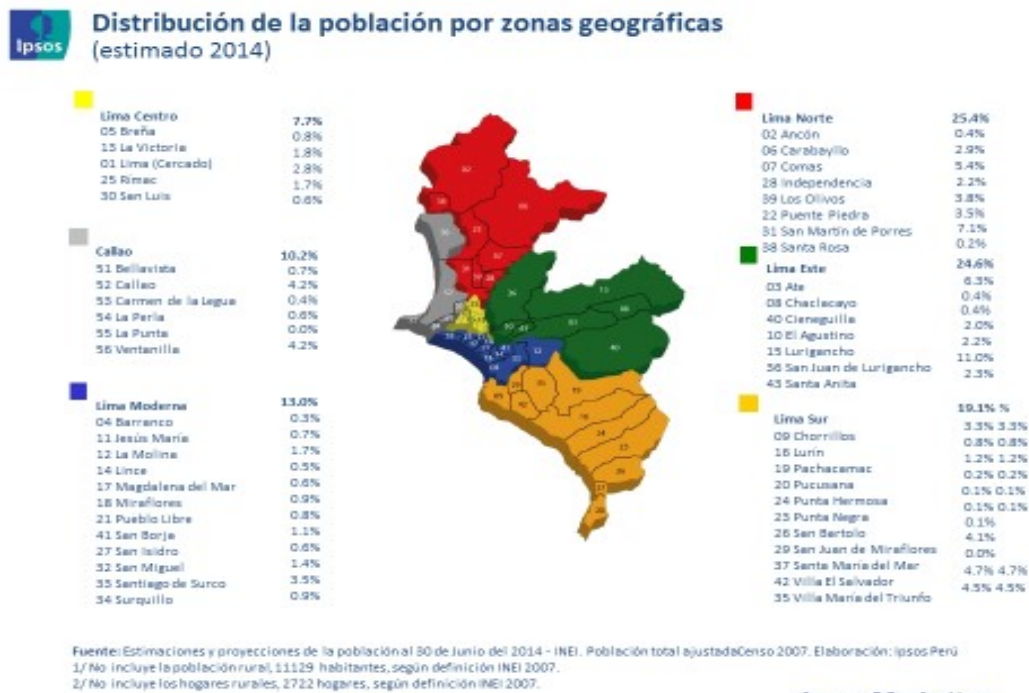 Ipsos
Distribución de la población por zonas geográficas
(estimado 2014)
Lima Centro 7.7%
05 Breña 0.8%
13 La Victoria 1.8%
01 Lima (Cercado) 2.8%
25 Rímac 1.7%
30 San Luis 0.6%
Callao 10.2%
51 Bellavista 0.7%
52 Callao 4.2%
53 Carmen de la Legua 0.4%
54 La Perla 0.6%
55 La Punta 0.0%
56 Ventanilla 4.2%
Lima Moderna 13.0%
04 Barranco 0.3%
11 Jesús María 0.7%
12 La Molina 1.7%
14 Lince 0.5%
17 Magdalena del Mar 0.6%
18 Miraflores 0.9%
21 Pueblo Libre 0.8%
41 San Borja 1.1%
27 San Isidro 0.6%
32 San Miguel 1.4%
33 Santiago de Surco 3.5%
34 Surquillo 0.9%
Lima Norte 25.4%
02 Ancón 0.4%
06 Carabayllo 2.9%
07 Comas 5.4%
28 Independencia 2.2%
39 Los Olivos 3.8%
22 Puente Piedra 3.5%
31 San Martín de Porres 7.1%
38 Santa Rosa 0.2%
Lima Este 24.6%
03 Ate 6.3%
08 Chaclacayo 0.4%
40 Cieneguilla 0.4%
10 El Agustino 2.0%
15 Lurigancho 2.2%
36 San Juan de Lurigancho 11.0%
43 Santa Anita 2.3%
Lima Sur 19.1% %
09 Chorrillos 3.3% 3.3%
16 Lurín 0.8% 0.8%
19 Pachacamac 1.2% 1.2%
20 Pucusana 0.2% 0.2%
24 Punta Hermosa 0.1% 0.1%
23 Punta Negra 0.1% 0.1%
26 San Bartolo 0.1%
29 San Juan de Miraflores 4.1%
37 Santa María del Mar 0.0%
42 Villa El Salvador 4.7% 4.7%
35 Villa María del Triunfo 4.5% 4.5%
Fuente: Estimaciones y proyecciones de la población al 30 de Junio del 2014 - INEI. Población total ajustadaCenso 2007. Elaboración: Ipsos Perú
1/ No incluye la población rural, 11129 habitantes, según definición INEI 2007.
2/ No incluye los hogares rurales, 2722 hogares, según definición INEI 2007.